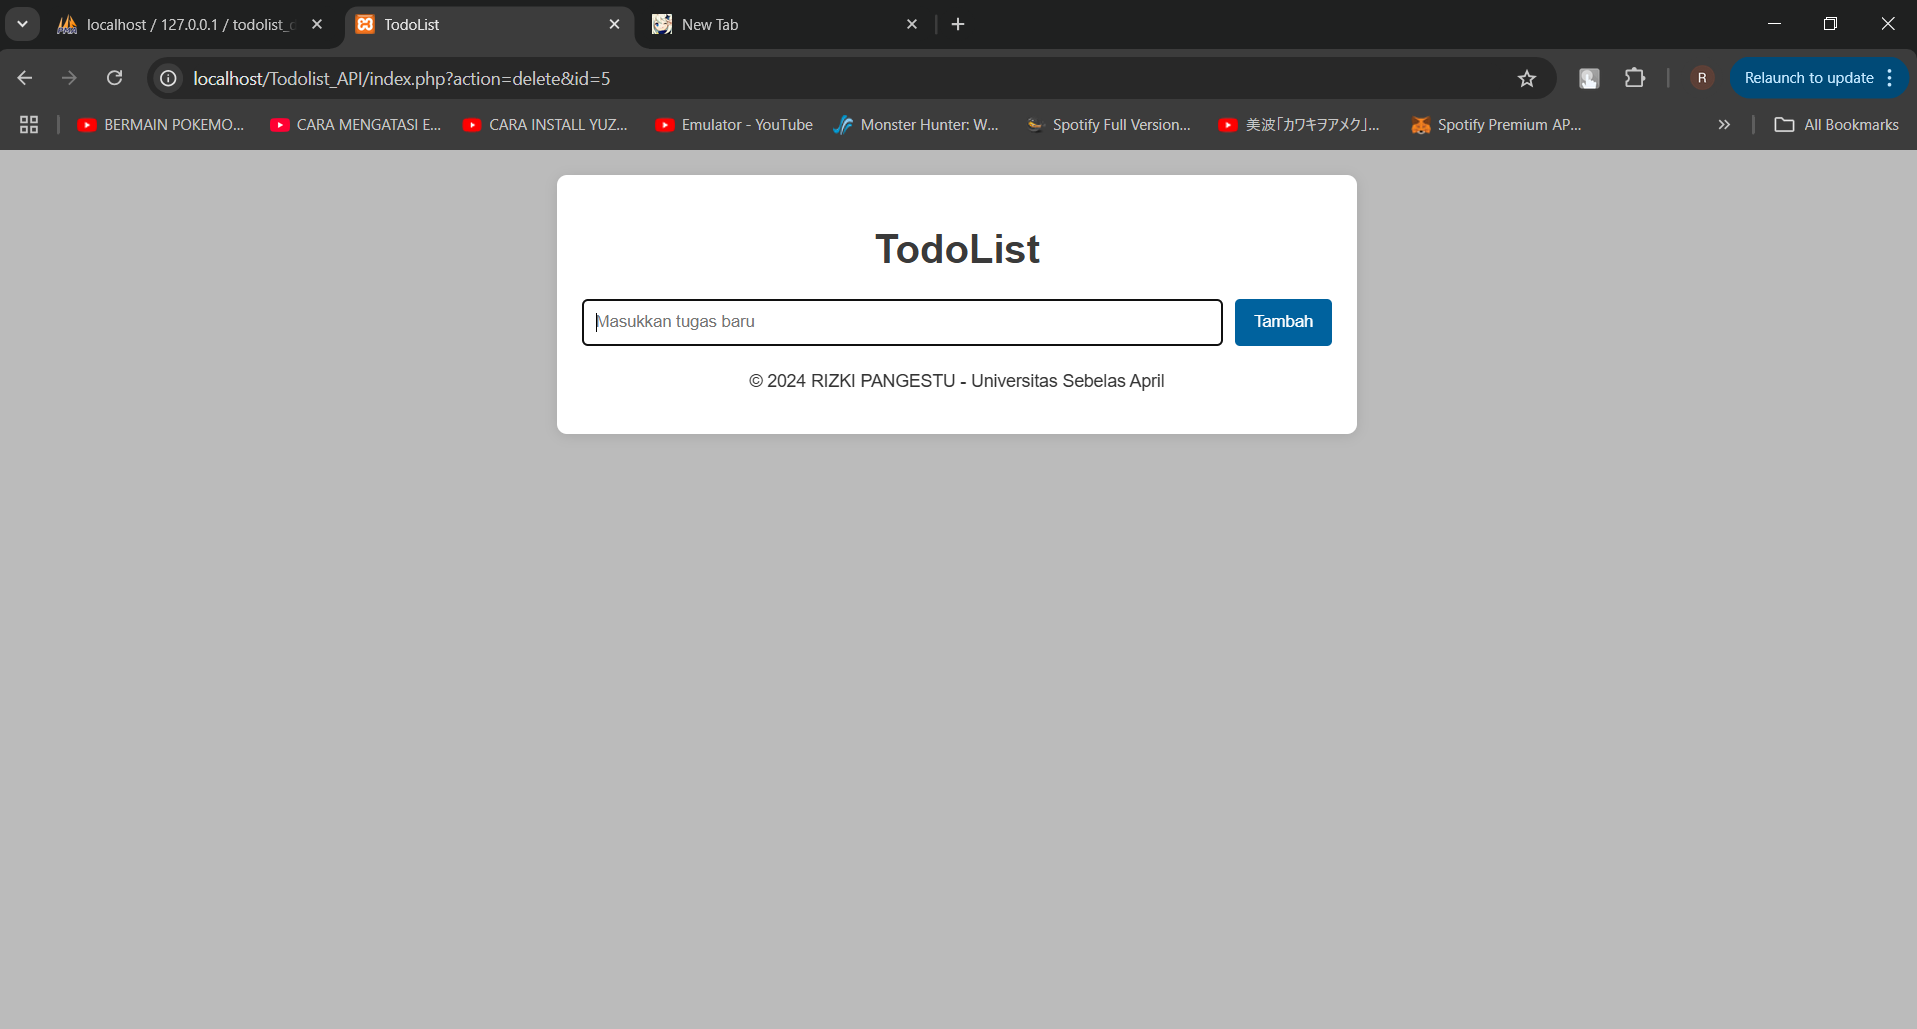 localhost / 127.0.0.1 / todolist_d
TodoList
New Tab
localhost/Todolist_API/index.php?action=delete&id=5
R
Relaunch to update
BERMAIN POKEMO...
CARA MENGATASI E...
CARA INSTALL YUZ...
Emulator - YouTube
Monster Hunter: W...
Spotify Full Version...
美波「カワキヲアメク」...
Spotify Premium AP...
All Bookmarks
TodoList
Masukkan tugas baru
Tambah
© 2024 RIZKI PANGESTU - Universitas Sebelas April